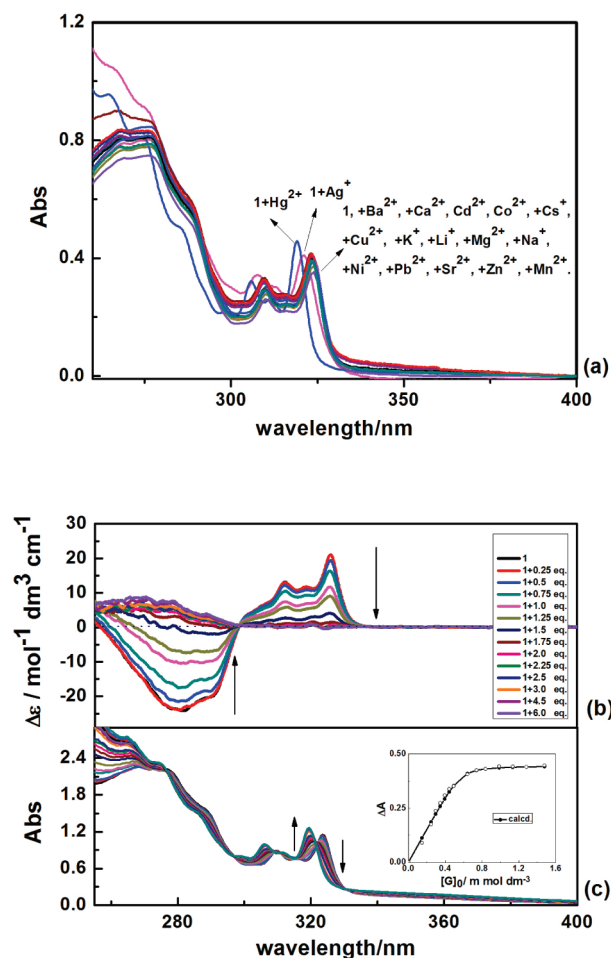 1.2
0.8
0.4
0.0
Abs
1+Hg2+
1+Ag+
1, +Ba2+, +Ca2+, Cd2+, Co2+, +Cs+,
+Cu2+, +K+, +Li+, +Mg2+, +Na+,
+Ni2+, +Pb2+, +Sr2+, +Zn2+, +Mn2+.
300 350 400
wavelength/nm
(a)
30
20
10
0
-10
-20
Δε / mol-1 dm3 cm-1
1
1+0.25 eq.
1+0.5 eq.
1+0.75 eq.
1+1.0 eq.
1+1.25 eq.
1+1.5 eq.
1+1.75 eq.
1+2.0 eq.
1+2.25 eq.
1+2.5 eq.
1+3.0 eq.
1+4.5 eq.
1+6.0 eq.
(b)
2.4
1.8
1.2
0.6
0.0
Abs
0.50
0.25
0.00
ΔA
calcd.
0.0 0.4 0.8 1.2 1.6
[G]0/ m mol dm-3
(c)
280 320 360 400
wavelength/nm